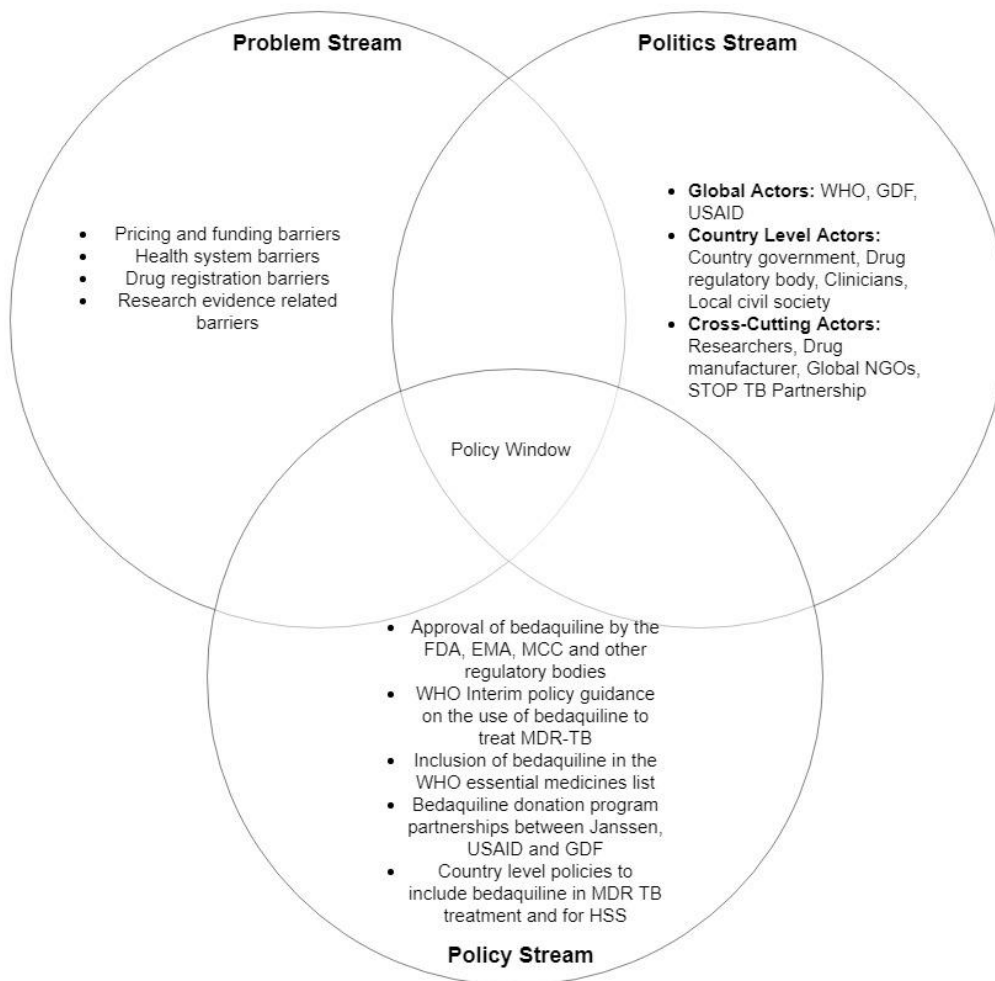 Problem Stream
Politics Stream
• Pricing and funding barriers
• Health system barriers
• Drug registration barriers
• Research evidence related
barriers
• Global Actors: WHO, GDF,
USAID
• Country Level Actors:
Country government, Drug
regulatory body, Clinicians,
Local civil society
• Cross-Cutting Actors:
Researchers, Drug
manufacturer, Global NGOs,
STOP TB Partnership
Policy Window
• Approval of bedaquiline by the
FDA, EMA, MCC and other
regulatory bodies
• WHO Interim policy guidance
on the use of bedaquiline to
treat MDR-TB
• Inclusion of bedaquiline in the
WHO essential medicines list
• Bedaquiline donation program
partnerships between Janssen,
USAID and GDF
• Country level policies to
include bedaquiline in MDR TB
treatment and for HSS
Policy Stream